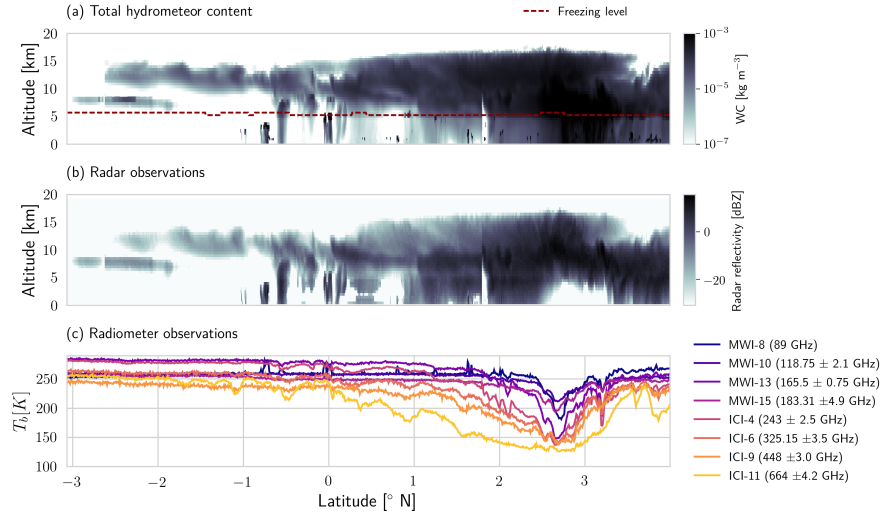 (a) Total hydrometeor content
Freezing level
Altitude [km]
20
15
10
5
0
10⁻³
10⁻⁵
10⁻⁷
WC [kg m⁻³]
(b) Radar observations
Altitude [km]
20
15
10
5
0
0
−20
Radar reflectivity [dBZ]
(c) Radiometer observations
T_b[K]
250
200
150
100
−3 −2 −1 0 1 2 3
Latitude [° N]
MWI-8 (89 GHz)
MWI-10 (118.75 ± 2.1 GHz)
MWI-13 (165.5 ± 0.75 GHz)
MWI-15 (183.31 ±4.9 GHz)
ICI-4 (243 ± 2.5 GHz)
ICI-6 (325.15 ±3.5 GHz)
ICI-9 (448 ±3.0 GHz)
ICI-11 (664 ±4.2 GHz)